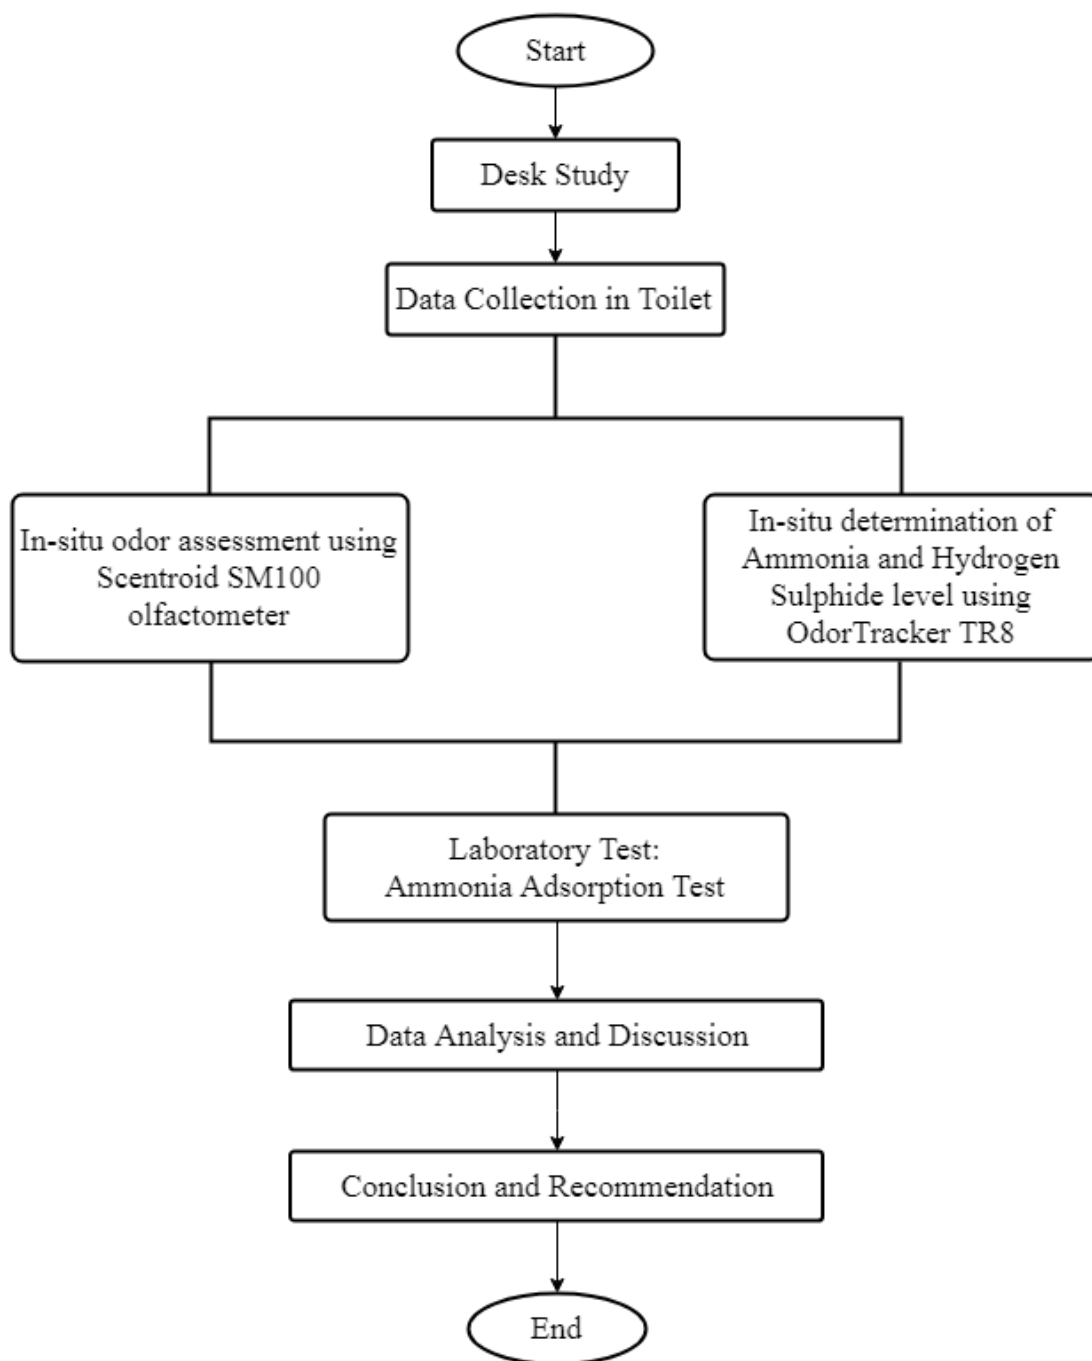 Start
Desk Study
Data Collection in Toilet
In-situ odor assessment using
Scentroid SM100
olfactometer
In-situ determination of
Ammonia and Hydrogen
Sulphide level using
OdorTracker TR8
Laboratory Test:
Ammonia Adsorption Test
Data Analysis and Discussion
Conclusion and Recommendation
End